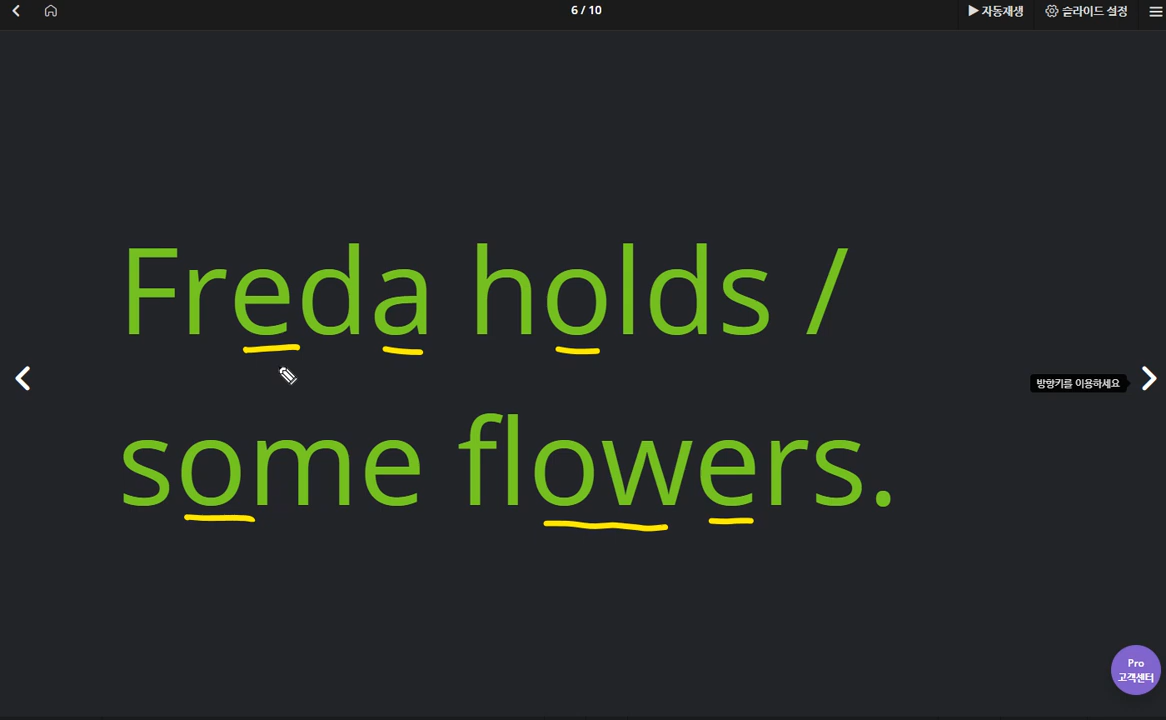 6 / 10
▶ 자동재생
슬라이드 설정
Freda holds /
방향키를 이용하세요
some flowers.
Pro
고객센터